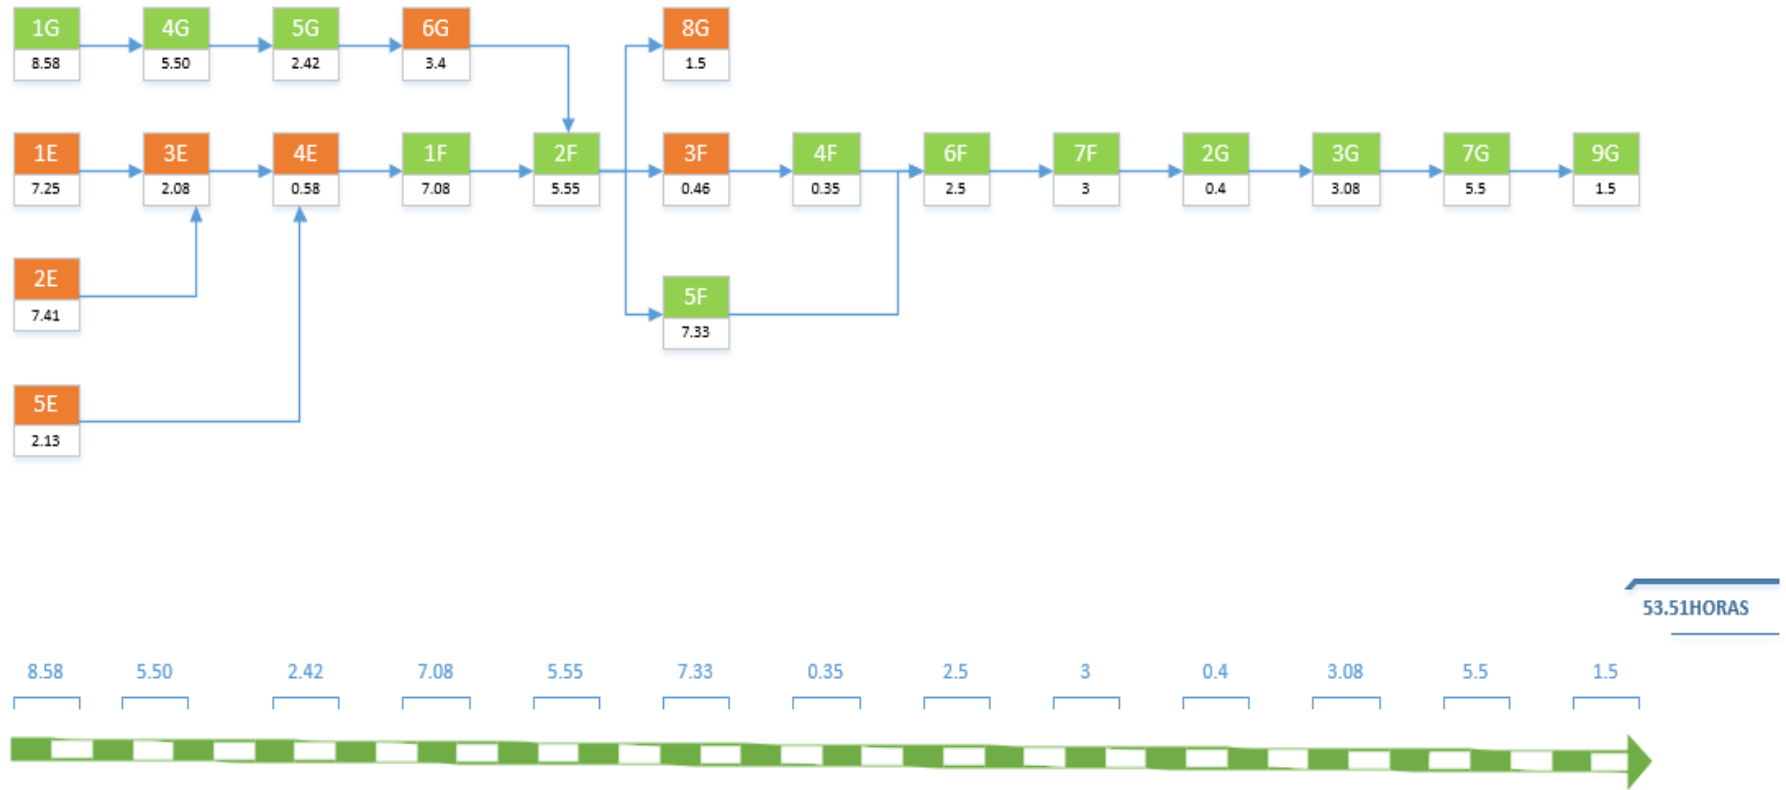 1G 4G 5G 6G 8G
8.58 5.50 2.42 3.4 1.5
1E 3E 4E 1F 2F 3F 4F 6F 7F 2G 3G 7G 9G
7.25 2.08 0.58 7.08 5.55 0.46 0.35 2.5 3 0.4 3.08 5.5 1.5
2E 5F
7.41 7.33
5E
2.13
53.51HORAS
8.58 5.50 2.42 7.08 5.55 7.33 0.35 2.5 3 0.4 3.08 5.5 1.5